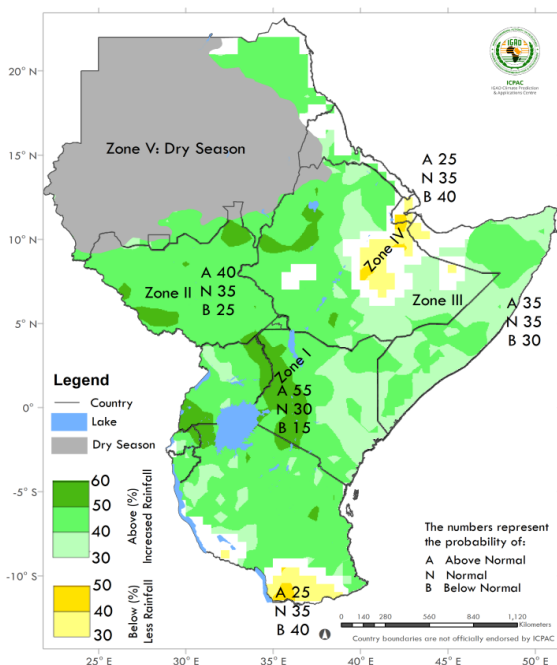 IGAD
ICPAC
IGAD Climate Prediction
& Applications Centre
20° N
15° N
10° N
5° N
0°
-5° S
-10° S
25° E
30° E
35° E
40° E
45° E
50° E
Zone V: Dry Season
A 25
N 35
B 40
Zone IV
Zone II
A 40
N 35
B 25
Zone III
A 35
N 35
B 30
Zone I
A 55
N 30
B 15
A 25
N 35
B 40
Legend
Country
Lake
Dry Season
60
50
40
30
Above (%)
Increased Rainfall
50
40
30
Below (%)
Less Rainfall
The numbers represent
the probability of:
A Above Normal
N Normal
B Below Normal
0 140 280 560 840 1,120
Kilometers
Country boundaries are not officially endorsed by ICPAC